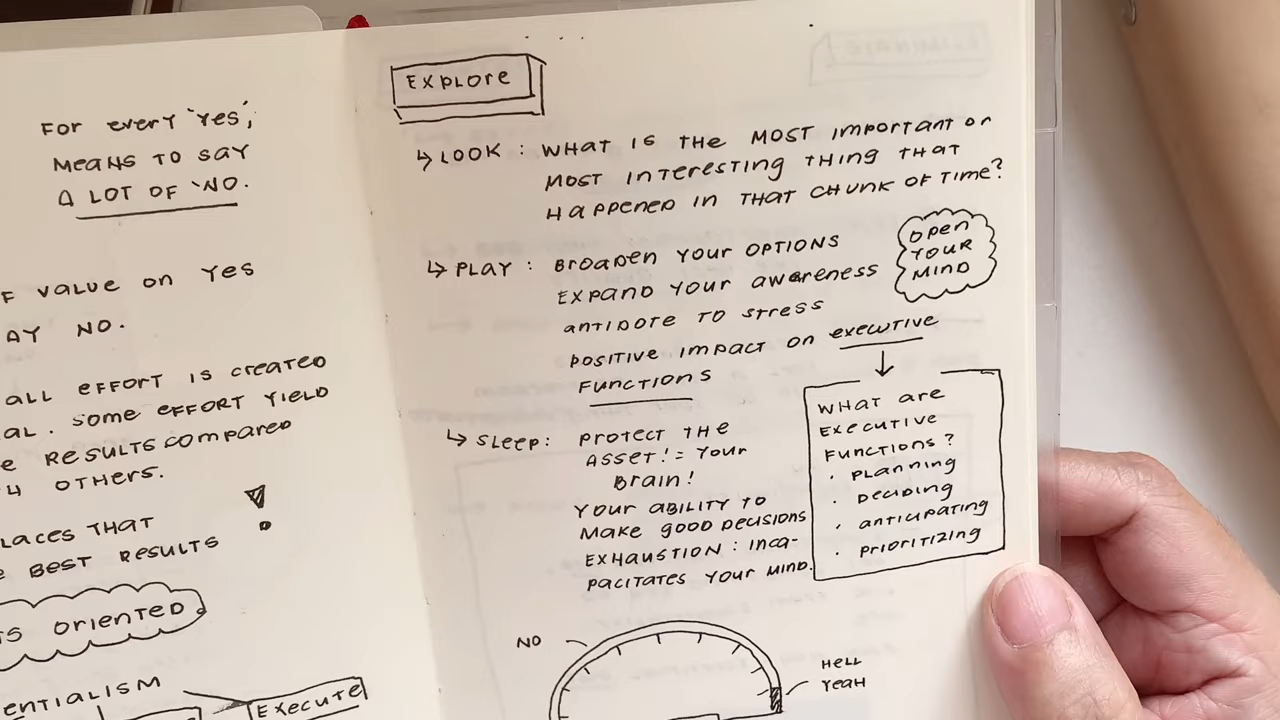 For every 'Yes',
means to say
a lot of 'no.
F value on yes
ay no.
all effort is created
al. some effort yield
e results compared
others.
laces that
e best results
ts oriented
entialism
Execute
Explore
↳ Look : What is the most important or
most interesting thing that
happened in that chunk of time?
↳ Play : Broaden your options
Expand your awareness
antidote to stress
positive impact on executive
functions
Open
your
mind
What are
executive
functions?
· planning
· deciding
· anticipating
· prioritizing
↳ Sleep: Protect the
asset! = your
brain!
Your ability to
make good decisions
Exhaustion : inca-
pacitates your mind.
No
Hell
yeah